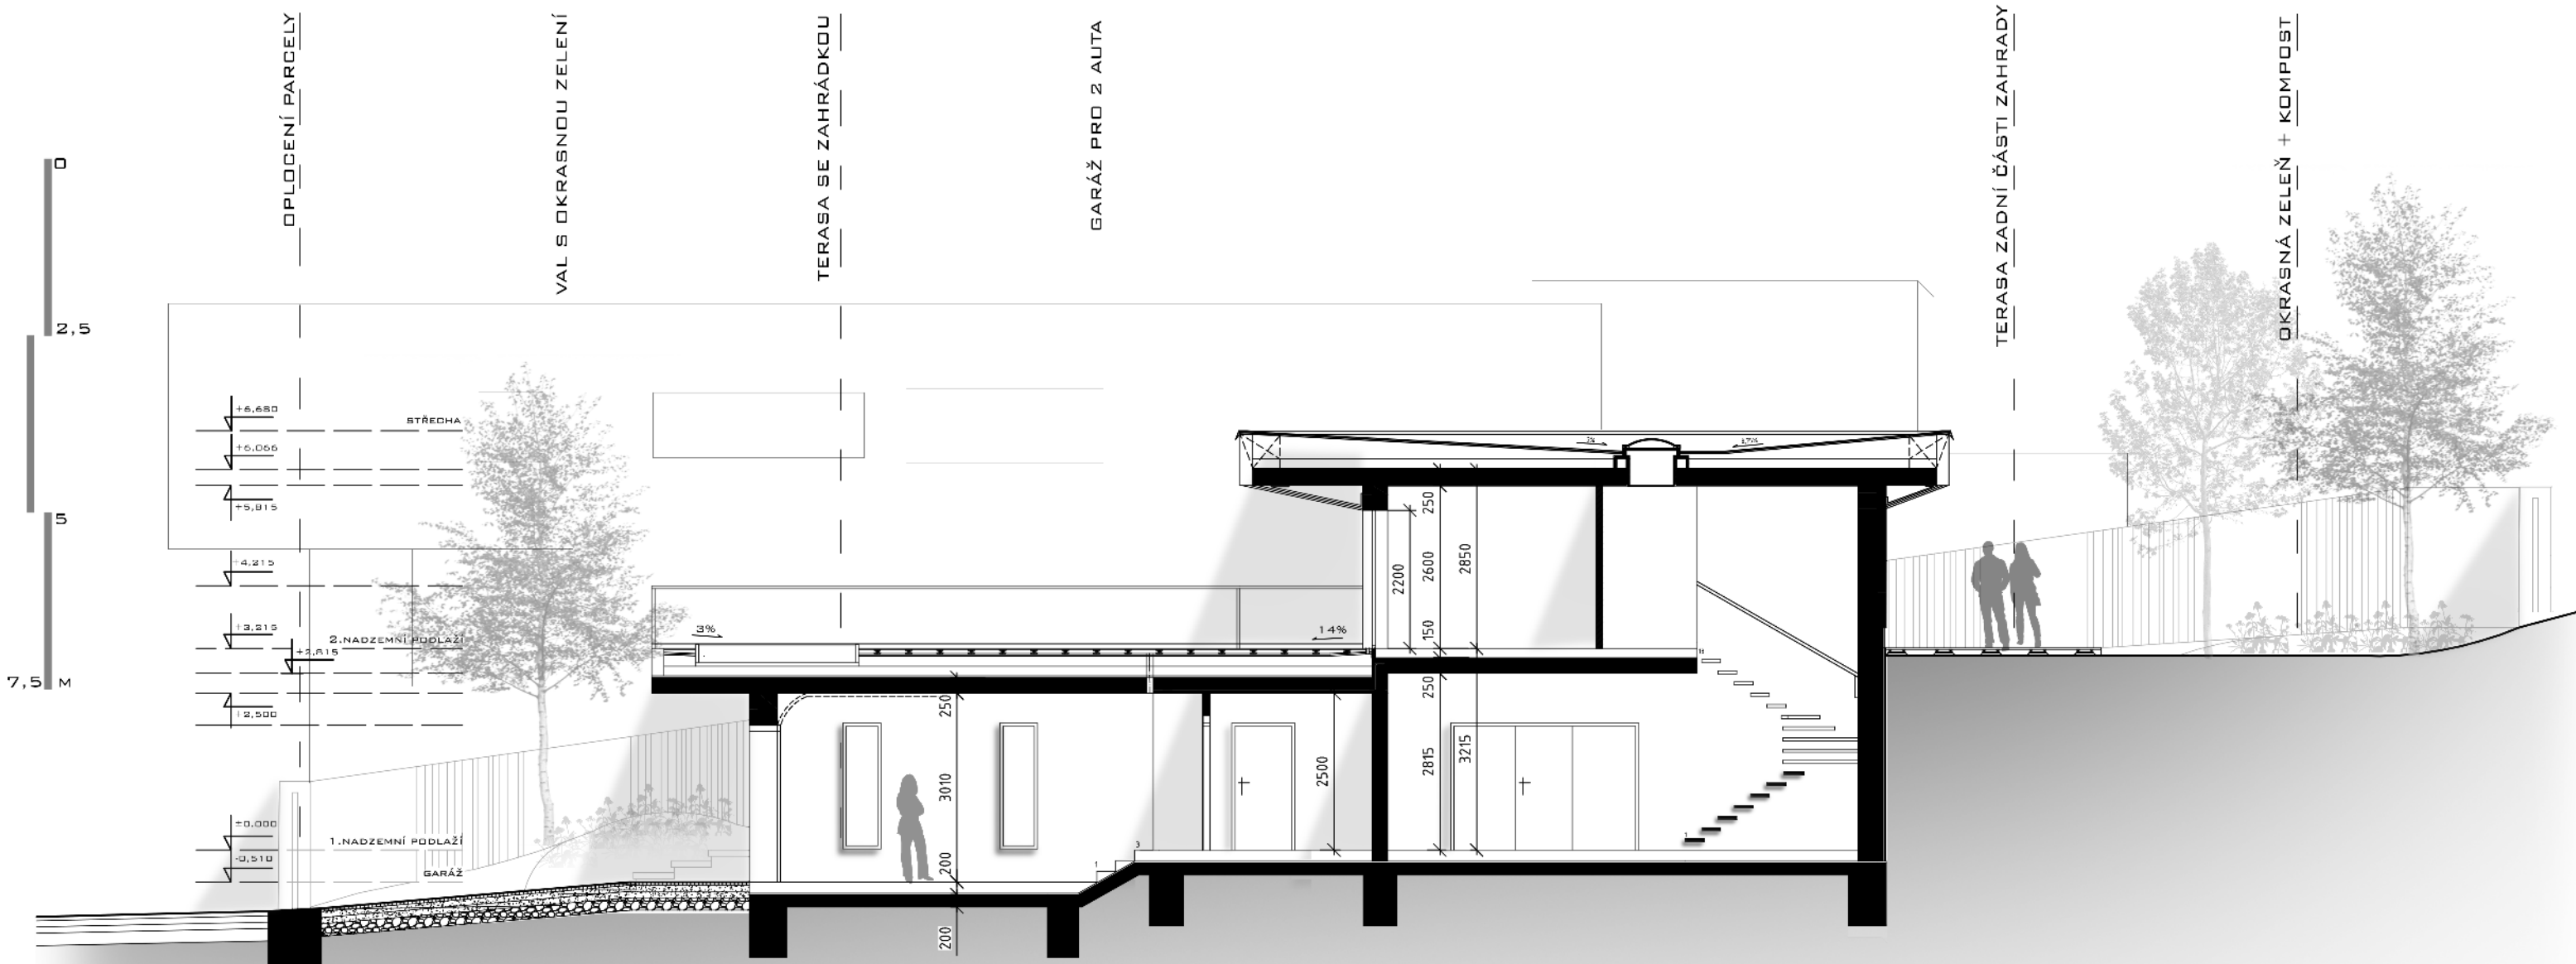 OPLOCENÍ PARCELY
VAL S OKRASNOU ZELENÍ
TERASA SE ZAHRÁDKOU
GARÁŽ PRO 2 AUTA
TERASA ZADNÍ ČÁSTI ZAHRADY
OKRASNÁ ZELEŇ + KOMPOST
0
2,5
5
7,5 M
+6,680
STŘECHA
+6,066
+5,815
+4,215
+3,215
2.NADZEMNÍ PODLAŽÍ
+2,815
+2,500
±0,000
1.NADZEMNÍ PODLAŽÍ
-0,510
GARÁŽ
3%
14%
250
2600
2850
2200
150
250
2815
3215
2500
250
3010
200
200
1
3
1